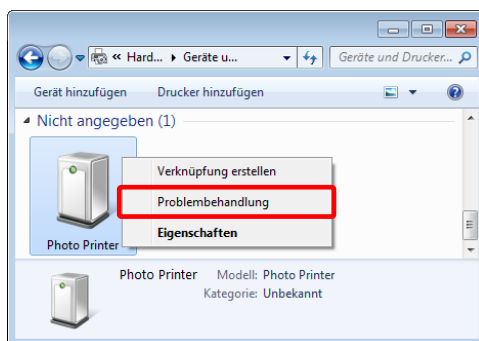 « Hard... ▸ Geräte u...
Geräte und Drucker...
Gerät hinzufügen Drucker hinzufügen
Nicht angegeben (1)
Verknüpfung erstellen
Problembehandlung
Eigenschaften
Photo Printer
Photo Printer Modell: Photo Printer
Kategorie: Unbekannt